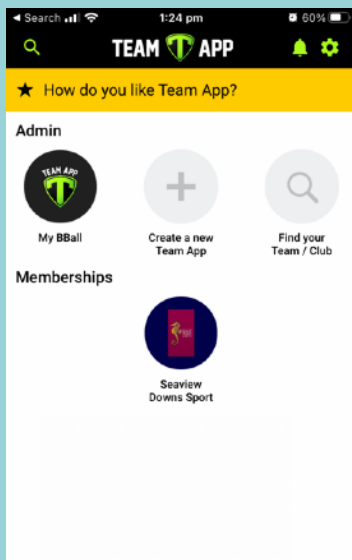 Search 1:24 pm 60%
TEAM T APP
How do you like Team App?
Admin
TEAM APP
My BBall
Create a new
Team App
Find your
Team / Club
Memberships
Seaview
Downs Sport